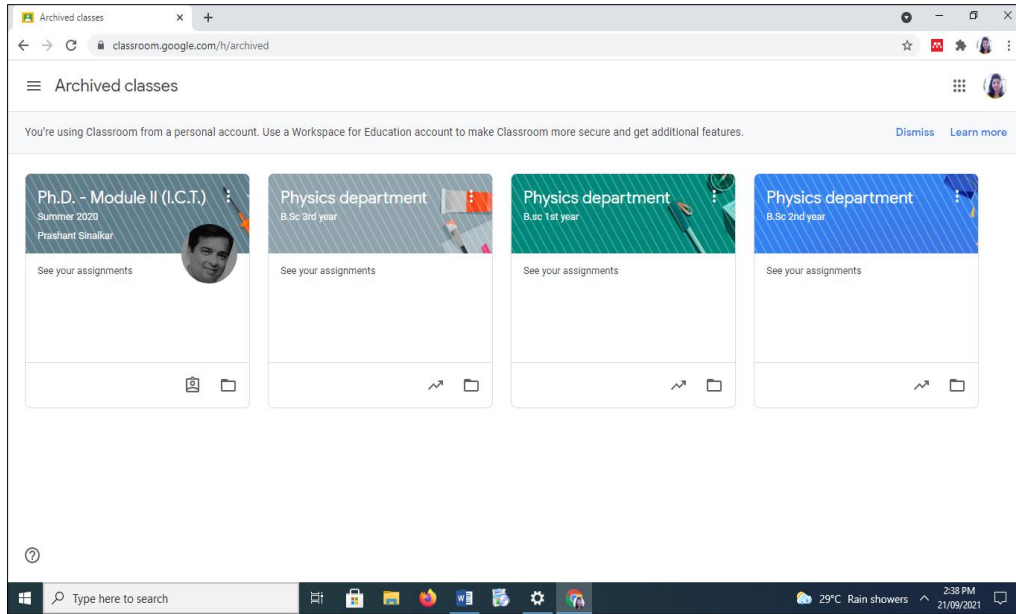 Archived classes
classroom.google.com/h/archived
Archived classes
You're using Classroom from a personal account. Use a Workspace for Education account to make Classroom more secure and get additional features.
Dismiss Learn more
Ph.D. - Module II (I.C.T.)
Summer 2020
Prashant Sinalkar
See your assignments
Physics department
B.Sc 3rd year
See your assignments
Physics department
B.sc 1st year
See your assignments
Physics department
B.Sc 2nd year
See your assignments
Type here to search
29°C Rain showers
2:38 PM
21/09/2021